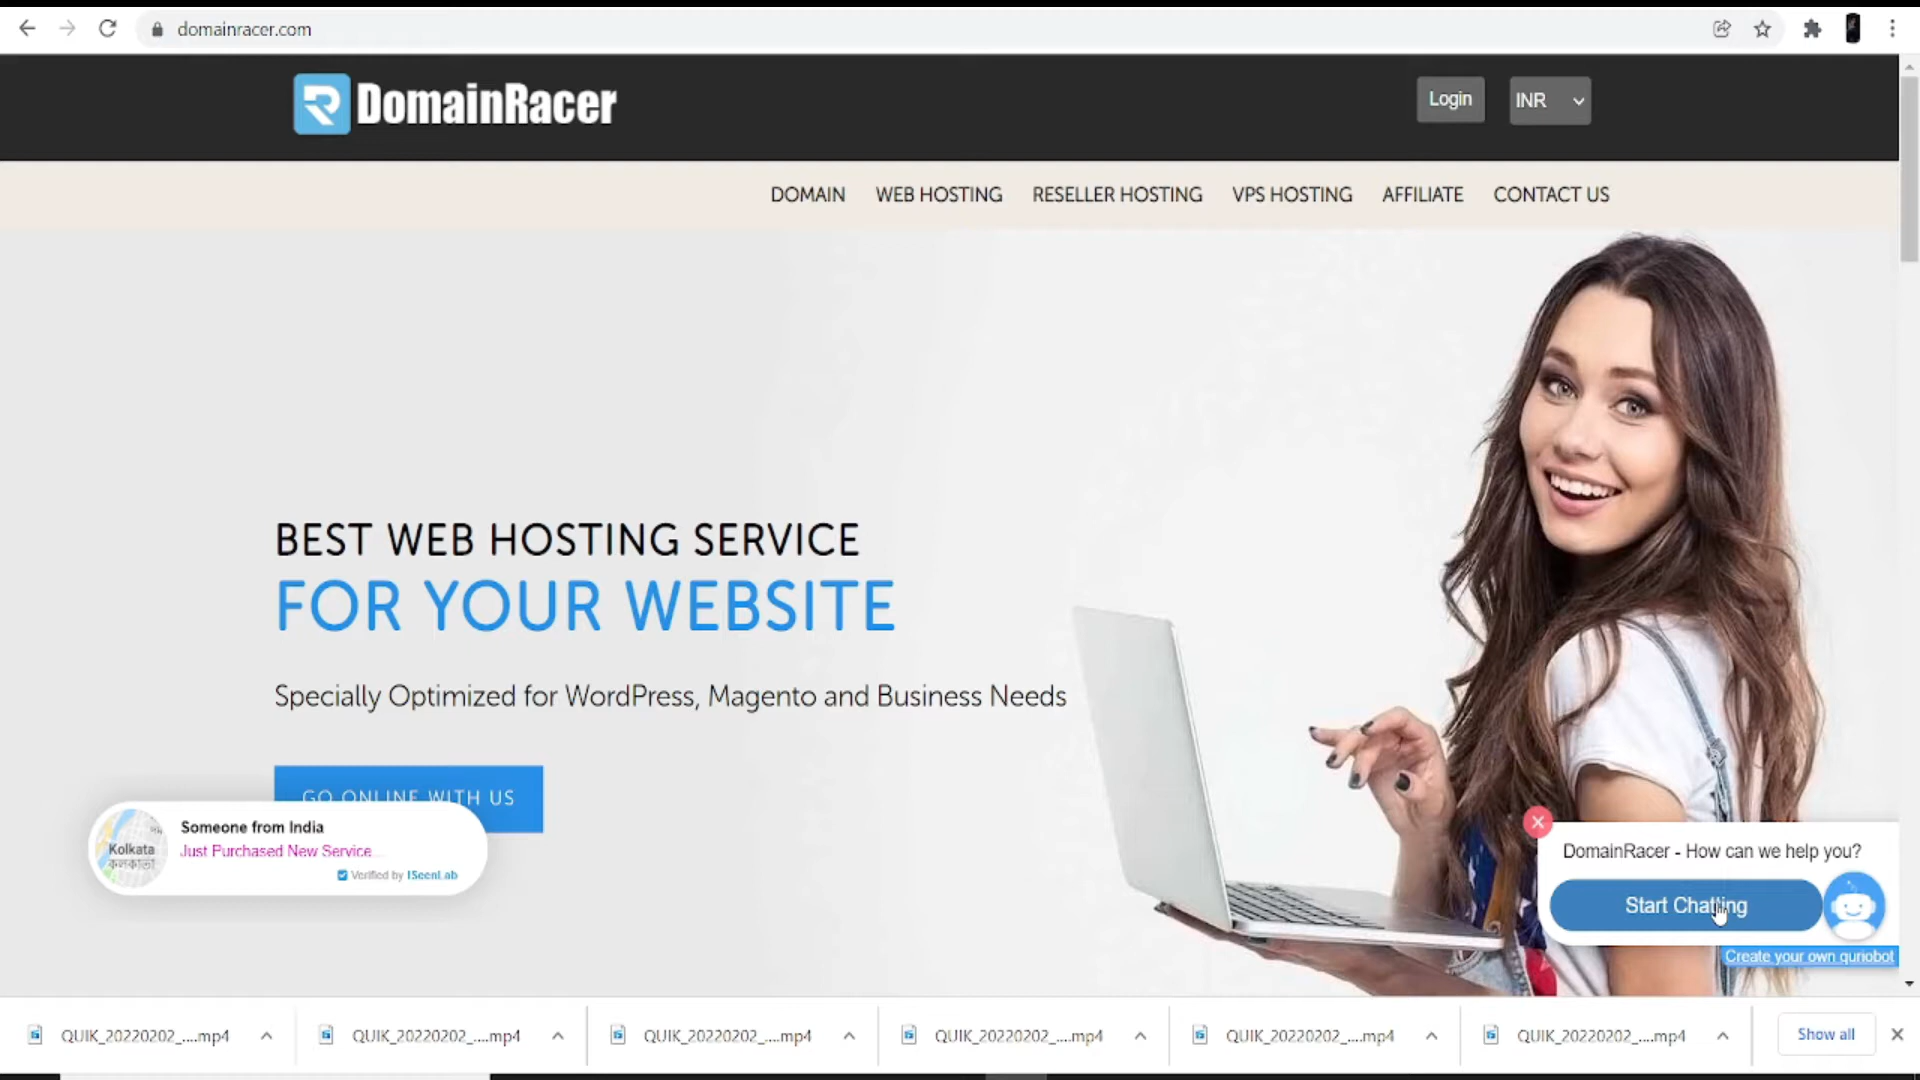 domainracer.com
DomainRacer
Login
INR
DOMAIN WEB HOSTING RESELLER HOSTING VPS HOSTING AFFILIATE CONTACT US
BEST WEB HOSTING SERVICE
FOR YOUR WEBSITE
Specially Optimized for WordPress, Magento and Business Needs
GO ONLINE WITH US
Someone from India
Just Purchased New Service...
Verified by ISeenLab
Kolkata
কলকাতা
DomainRacer - How can we help you?
Start Chatting
Create your own quriobot
QUIK_20220202_....mp4
QUIK_20220202_....mp4
QUIK_20220202_....mp4
QUIK_20220202_....mp4
QUIK_20220202_....mp4
QUIK_20220202_....mp4
Show all